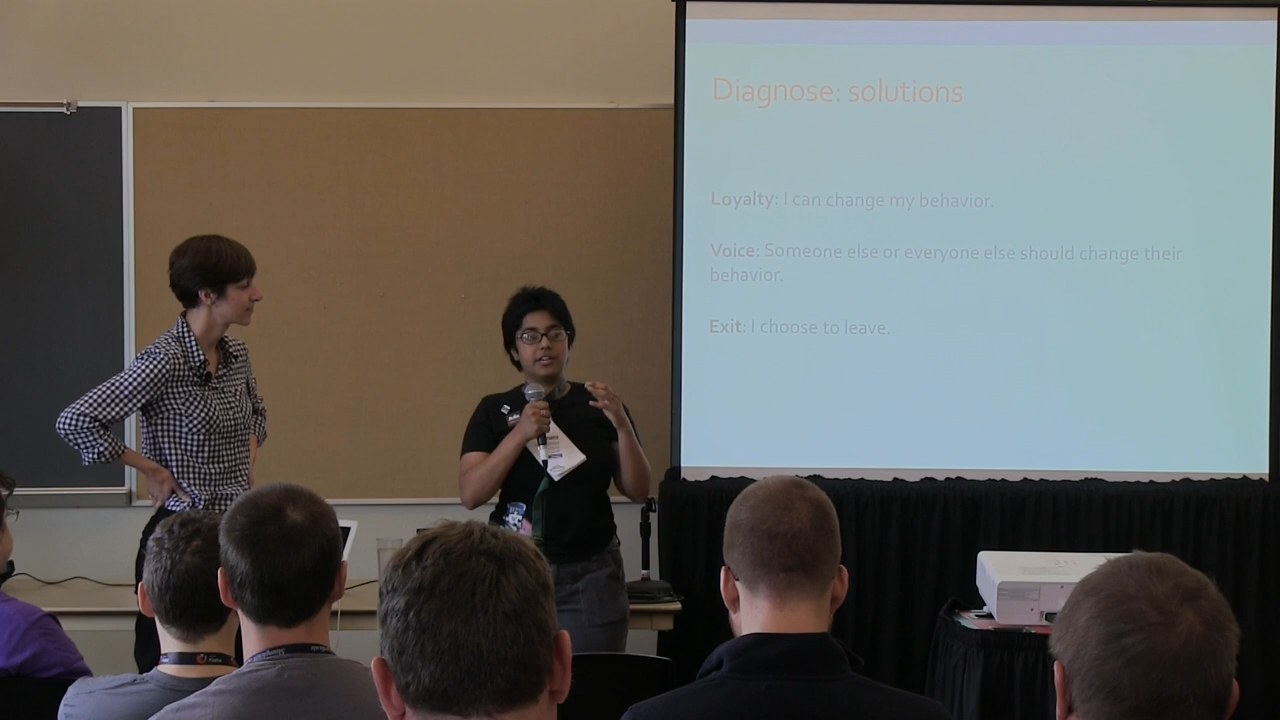 Diagnose: solutions
Loyalty: I can change my behavior.
Voice: Someone else or everyone else should change their
behavior.
Exit: I choose to leave.